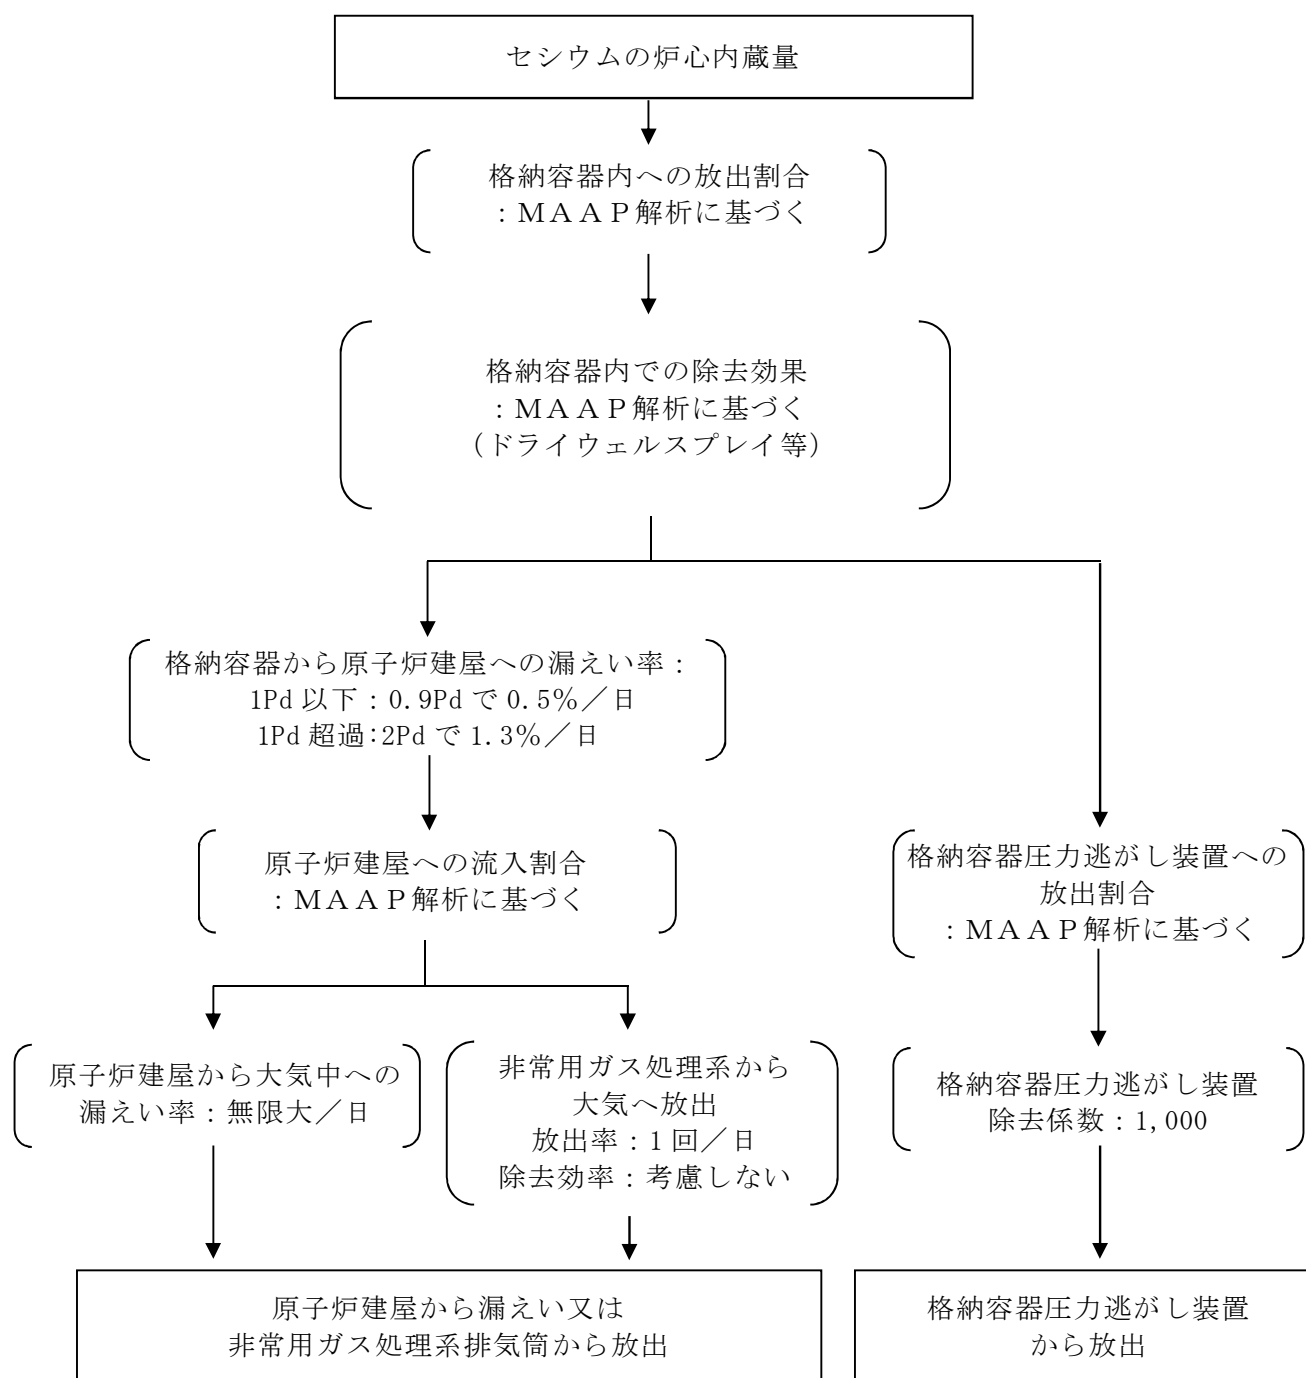 セシウムの炉心内蔵量
格納容器内への放出割合
：ＭＡＡＰ解析に基づく
格納容器内での除去効果
：ＭＡＡＰ解析に基づく
（ドライウェルスプレイ等）
格納容器から原子炉建屋への漏えい率：
1Pd 以下：0.9Pd で 0.5％／日
1Pd 超過：2Pd で 1.3％／日
原子炉建屋への流入割合
：ＭＡＡＰ解析に基づく
格納容器圧力逃がし装置への
放出割合
：ＭＡＡＰ解析に基づく
原子炉建屋から大気中への
漏えい率：無限大／日
非常用ガス処理系から
大気へ放出
放出率：1 回／日
除去効率：考慮しない
格納容器圧力逃がし装置
除去係数：1,000
原子炉建屋から漏えい又は
非常用ガス処理系排気筒から放出
格納容器圧力逃がし装置
から放出